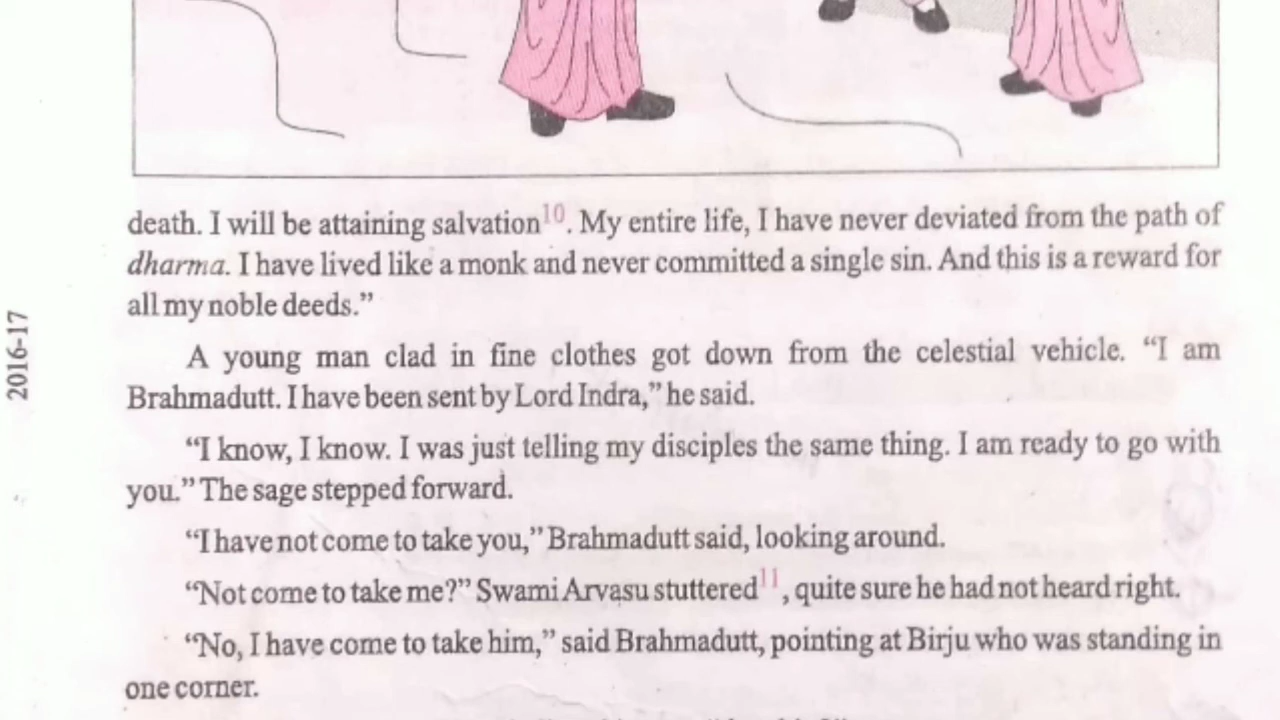 death. I will be attaining salvation10. My entire life, I have never deviated from the path of
dharma. I have lived like a monk and never committed a single sin. And this is a reward for
all my noble deeds.”
A young man clad in fine clothes got down from the celestial vehicle. “I am
Brahmadutt. I have been sent by Lord Indra,” he said.
“I know, I know. I was just telling my disciples the same thing. I am ready to go with
you.” The sage stepped forward.
“I have not come to take you,” Brahmadutt said, looking around.
“Not come to take me?” Swami Arvasu stuttered11, quite sure he had not heard right.
“No, I have come to take him,” said Brahmadutt, pointing at Birju who was standing in
one corner.
2016-17